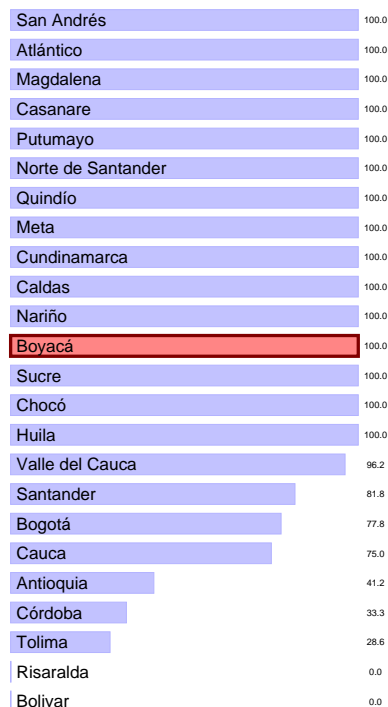 San Andrés 100.0
Atlántico 100.0
Magdalena 100.0
Casanare 100.0
Putumayo 100.0
Norte de Santander 100.0
Quindío 100.0
Meta 100.0
Cundinamarca 100.0
Caldas 100.0
Nariño 100.0
Boyacá 100.0
Sucre 100.0
Chocó 100.0
Huila 100.0
Valle del Cauca 96.2
Santander 81.8
Bogotá 77.8
Cauca 75.0
Antioquia 41.2
Córdoba 33.3
Tolima 28.6
Risaralda 0.0
Bolivar 0.0